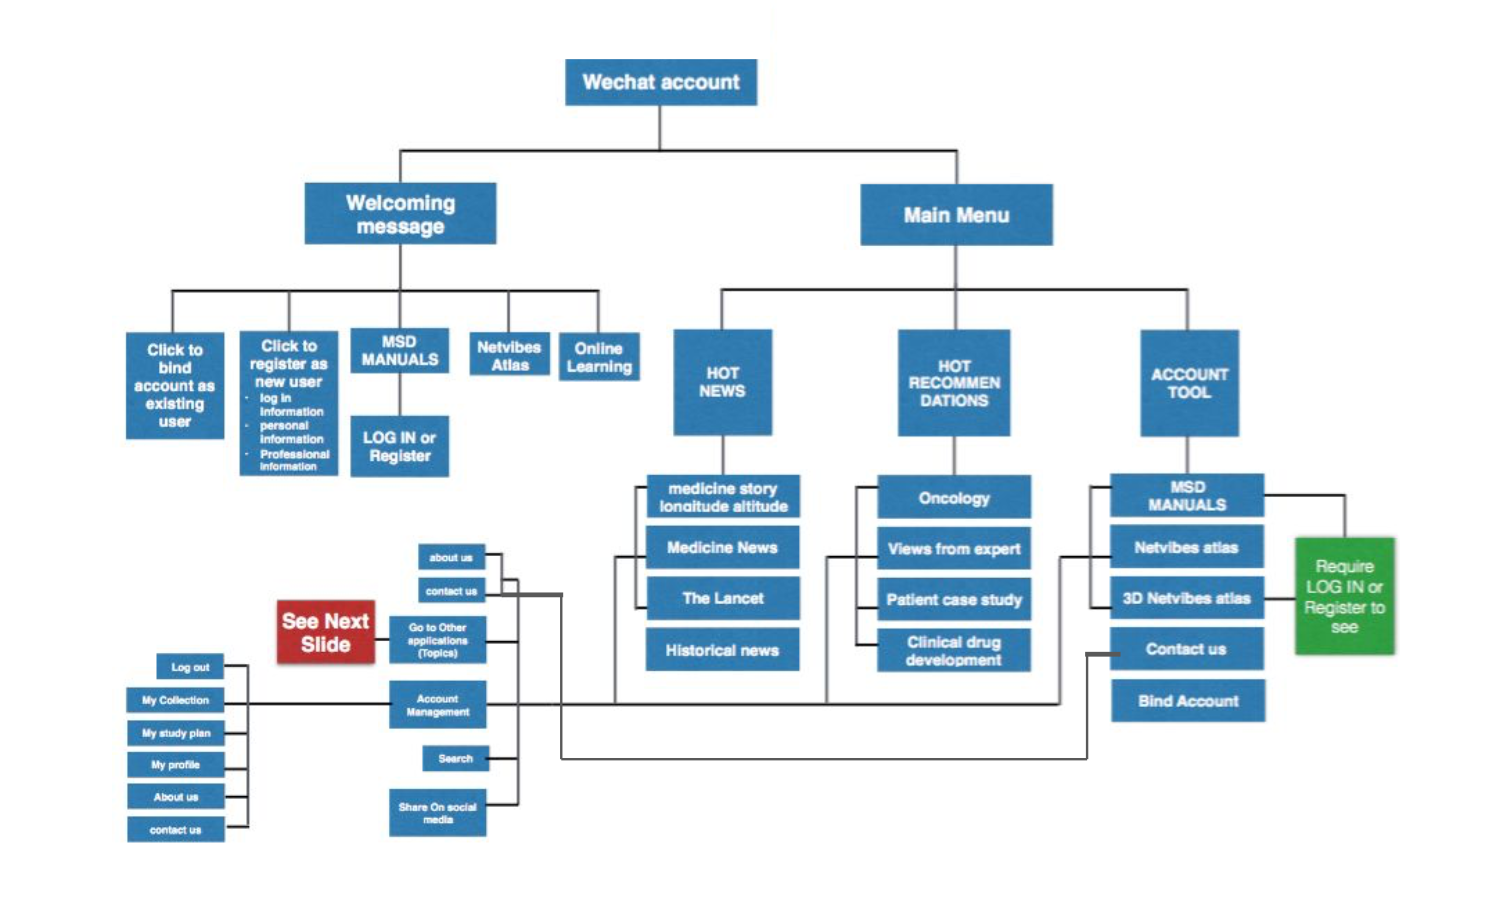 Wechat account
Welcoming
message
Main Menu
Click to
bind
account as
existing
user
Click to
register as
new user
· log in
Information
· personal
Information
· Professional
Information
MSD
MANUALS
Netvibes
Atlas
Online
Learning
LOG IN or
Register
HOT
NEWS
HOT
RECOMMEN
DATIONS
ACCOUNT
TOOL
medicine story
longitude altitude
Medicine News
The Lancet
Historical news
Oncology
Views from expert
Patient case study
Clinical drug
development
MSD
MANUALS
Netvibes atlas
3D Netvibes atlas
Contact us
Bind Account
Require
LOG IN or
Register to
see
about us
contact us
See Next
Slide
Go to Other
applications
(Topics)
Account
Management
Search
Share On social
media
Log out
My Collection
My study plan
My profile
About us
contact us